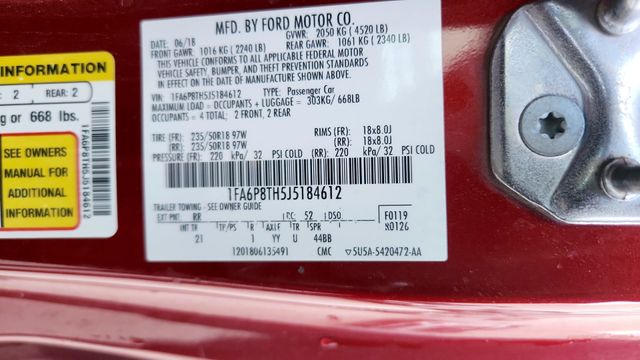 MFD. BY FORD MOTOR CO.
DATE: 06/18 GVWR: 2050 KG ( 4520 LB)
FRONT GAWR: 1016 KG ( 2240 LB) REAR GAWR: 1061 KG ( 2340 LB)
THIS VEHICLE CONFORMS TO ALL APPLICABLE FEDERAL MOTOR
VEHICLE SAFETY, BUMPER, AND THEFT PREVENTION STANDARDS
IN EFFECT ON THE DATE OF MANUFACTURE SHOWN ABOVE.
VIN: 1FA6P8TH5J5184612 TYPE: Passenger Car
MAXIMUM LOAD = OCCUPANTS + LUGGAGE = 303KG/ 668LB
OCCUPANTS = 4 TOTAL; 2 FRONT, 2 REAR
TIRE (FR): 235/50R18 97W RIMS (FR): 18x8.0J
(RR): 235/50R18 97W (RR): 18x8.0J
PRESSURE (FR): 220 kPa/ 32 PSI COLD (RR): 220 kPa/ 32 PSI COLD
1FA6P8TH5J5184612
TRAILER TOWING - SEE OWNER GUIDE
EXT PNT: RR RC: 52 DSO: F0119
INT TR TP/PS R AXLE TR SPR X0126
21 1 YY U 44BB
1201806135491 CMC 5U5A-5420472-AA
INFORMATION
: 2 REAR: 2
g or 668 lbs.
SEE OWNERS
MANUAL FOR
ADDITIONAL
INFORMATION
1FA6P8TH5J5184612